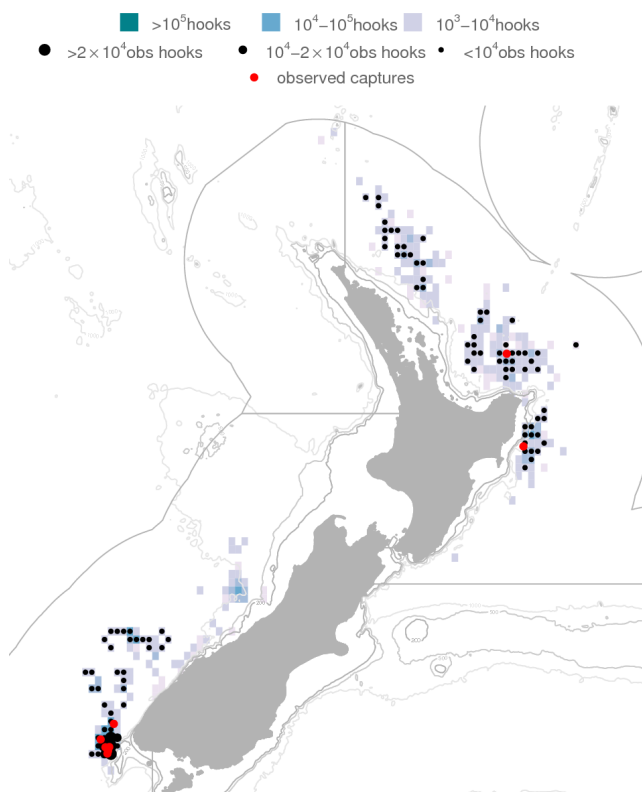 >10⁵hooks 10⁴–10⁵hooks 10³–10⁴hooks
>2×10⁴obs hooks 10⁴–2×10⁴obs hooks <10⁴obs hooks
observed captures